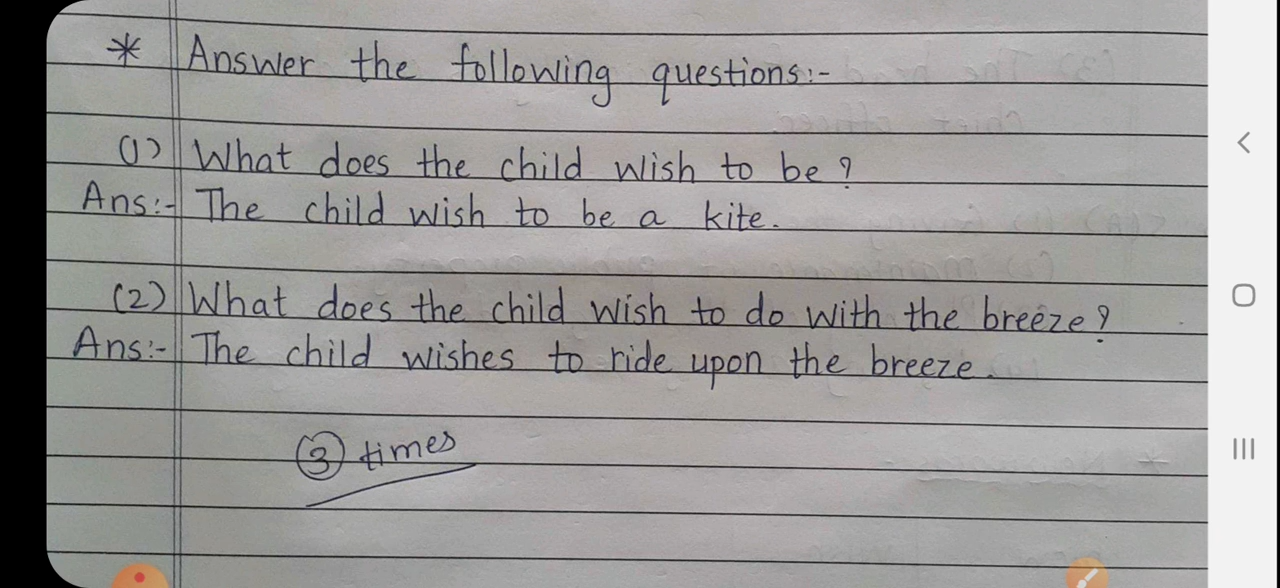 * Answer the following questions:-
(1) What does the child wish to be?
Ans:- The child wish to be a kite.
(2) What does the child wish to do with the breeze?
Ans:- The child wishes to ride upon the breeze.
③ times